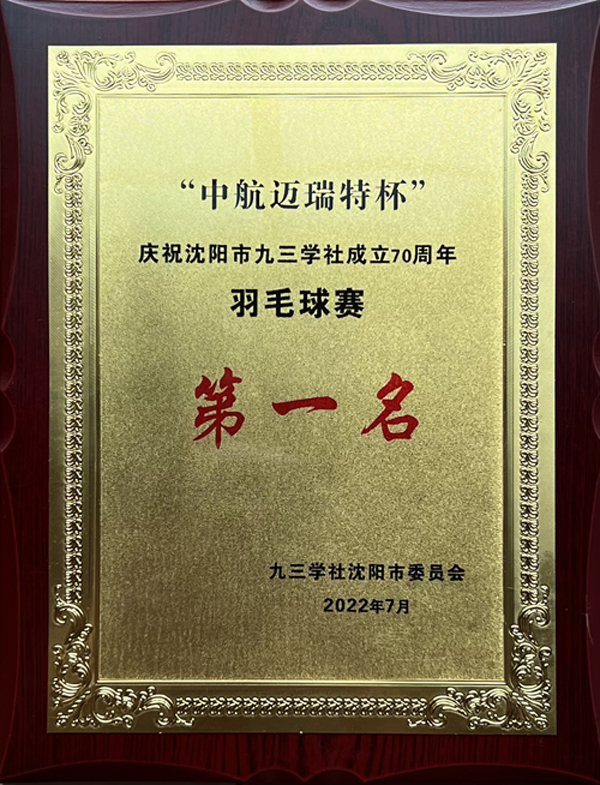 “中航迈瑞特杯”
庆祝沈阳市九三学社成立70周年
羽毛球赛
第一名
九三学社沈阳市委员会
2022年7月